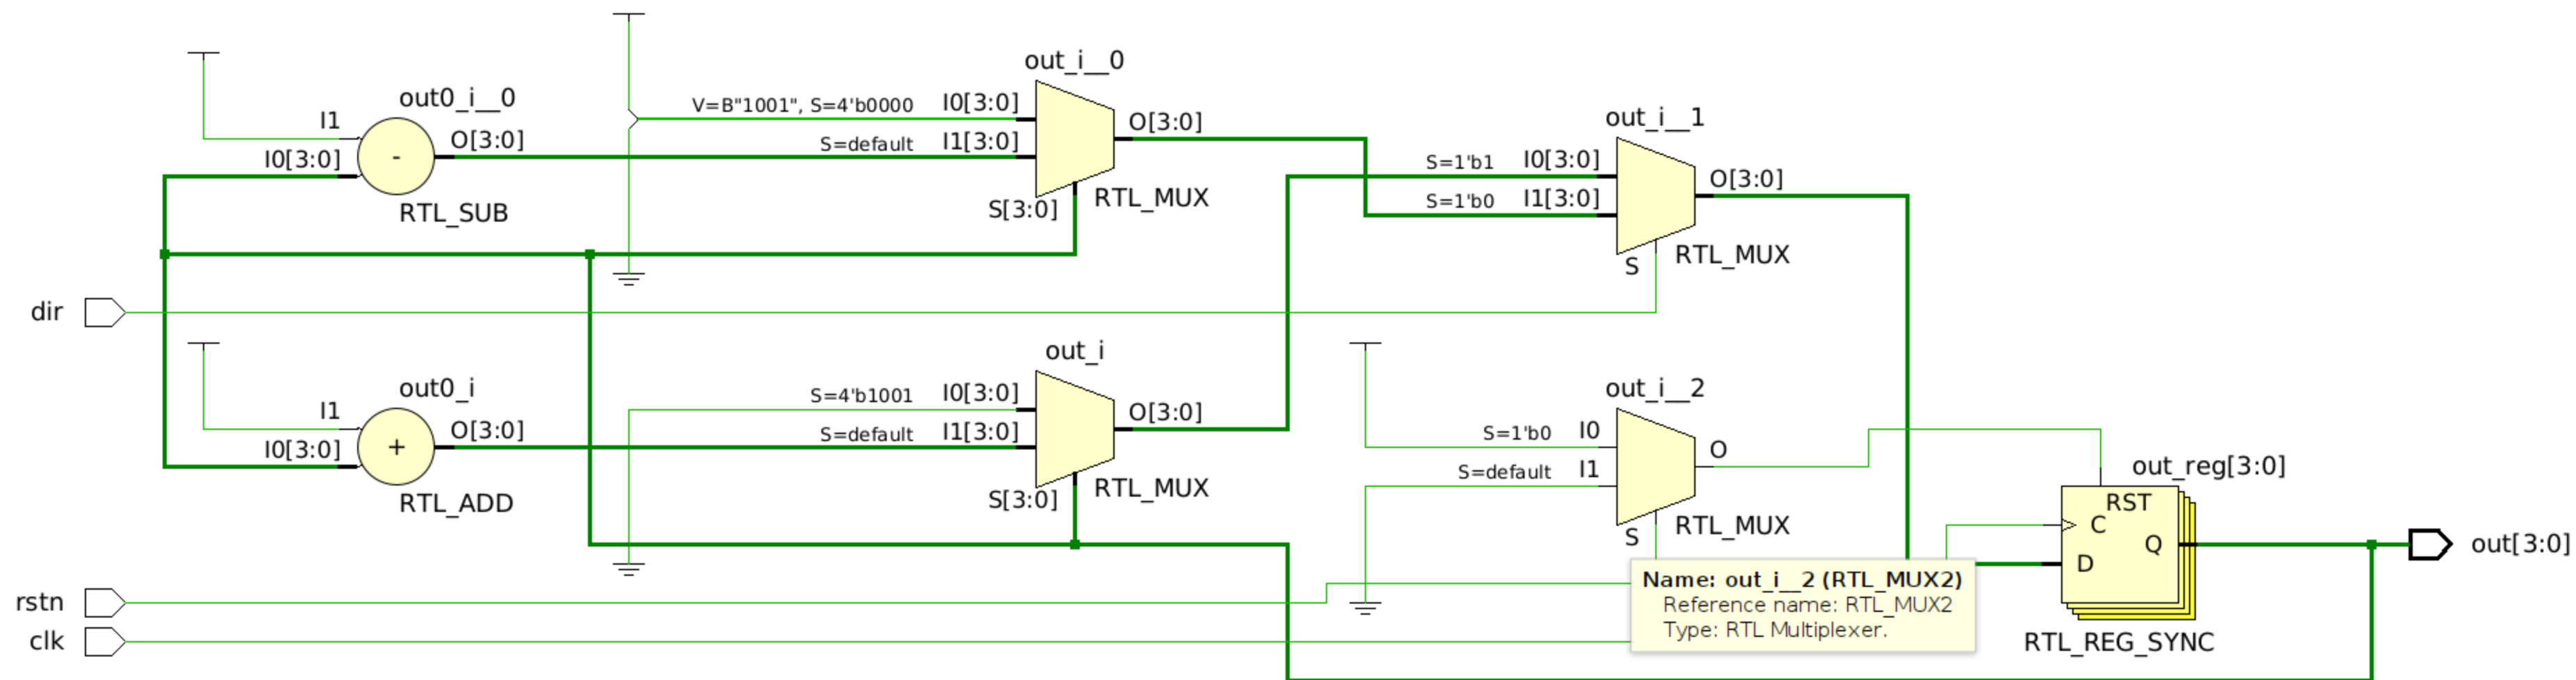 out_i__0
out0_i__0
V=B"1001", S=4'b0000
I0[3:0]
O[3:0]
out_i__1
I1
O[3:0]
S=default
I1[3:0]
I0[3:0]
-
S=1'b1
I0[3:0]
O[3:0]
S=1'b0
I1[3:0]
RTL_SUB
S[3:0]
RTL_MUX
RTL_MUX
S
dir
out_i
out_i__2
out0_i
S=4'b1001
I0[3:0]
O[3:0]
I1
O[3:0]
S=default
I1[3:0]
S=1'b0
I0
I0[3:0]
+
O
S=default
I1
out_reg[3:0]
RTL_ADD
S[3:0]
RTL_MUX
RST
RTL_MUX
C
S
Q
out[3:0]
D
Name: out_i__2 (RTL_MUX2)
Reference name: RTL_MUX2
Type: RTL Multiplexer.
rstn
clk
RTL_REG_SYNC